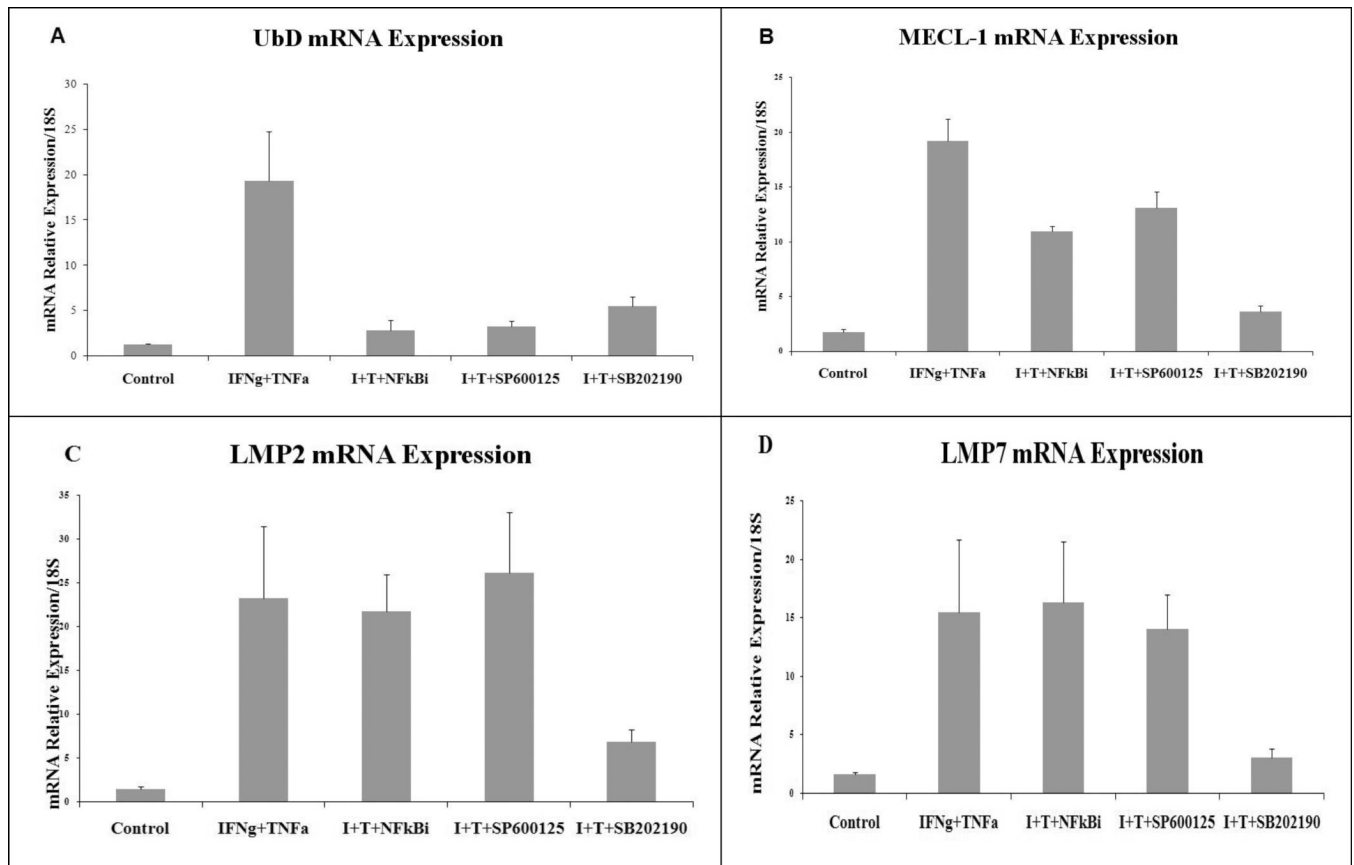 A
UbD mRNA Expression
mRNA Relative Expression/18S
30
25
20
15
10
5
0
Control IFNg+TNFa I+T+NFkBi I+T+SP600125 I+T+SB202190
B
MECL-1 mRNA Expression
mRNA Relative Expression/18S
25
20
15
10
5
0
Control IFNg+TNFa I+T+NFkBi I+T+SP600125 I+T+SB202190
C
LMP2 mRNA Expression
mRNA Relative Expression/18S
35
30
25
20
15
10
5
0
Control IFNg+TNFa I+T+NFkBi I+T+SP600125 I+T+SB202190
D
LMP7 mRNA Expression
mRNA Relative Expression/18S
25
20
15
10
5
0
Control IFNg+TNFa I+T+NFkBi I+T+SP600125 I+T+SB202190